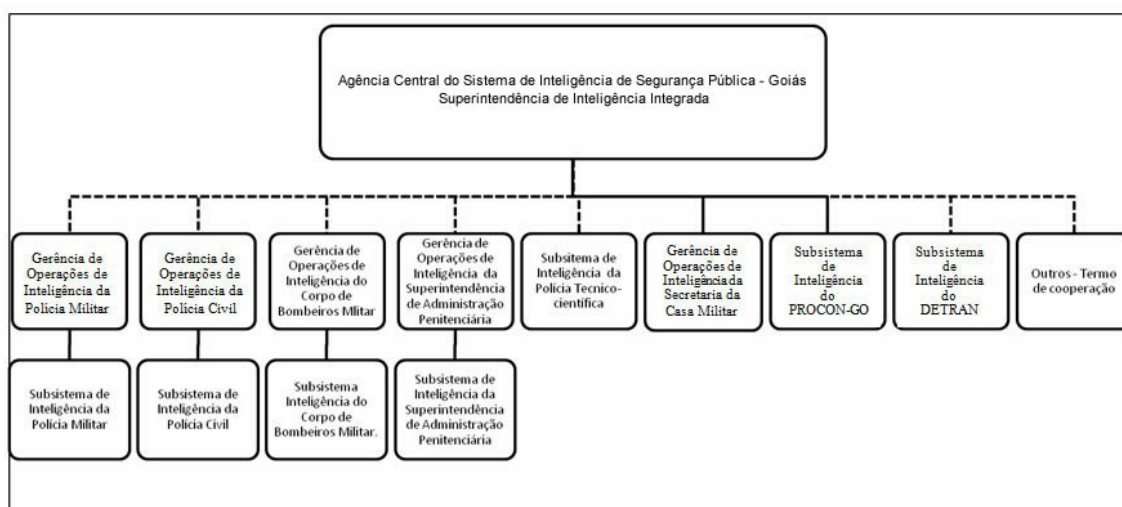 Agência Central do Sistema de Inteligência de Segurança Pública - Goiás
Superintendência de Inteligência Integrada
Gerência de
Operações de
Inteligência da
Polícia Militar
Gerência de
Operações de
Inteligência da
Polícia Civil
Gerência de
Operações de
Inteligência do
Corpo de
Bombeiros MIlitar
Gerência de
Operações de
Inteligência da
Superintendência
de Administração
Penitenciária
Subsitema de
Inteligência da
Polícia Tecnico-
científica
Gerência de
Operações de
Inteligência da
Secretaria da
Casa Militar
Subsistema
de
Inteligência
do
PROCON-GO
Subsistema
de
Inteligência
do
DETRAN
Outros - Termo
de cooperação
Subsistema de
Inteligência da
Polícia Militar
Subsistema de
Inteligência da
Polícia Civil
Subsistema
Inteligência do
Corpo de
Bombeiros Militar.
Subsistema de
Inteligência da
Superintendência
de Administração
Penitenciária